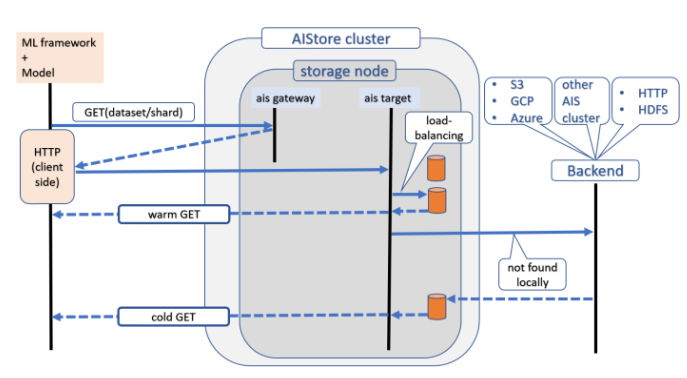 ML framework
+
Model
AIStore cluster
storage node
ais gateway
ais target
• S3
• GCP
• Azure
other
AIS
cluster
• HTTP
• HDFS
GET(dataset/shard)
load-
balancing
HTTP
(client
side)
Backend
warm GET
not found
locally
cold GET